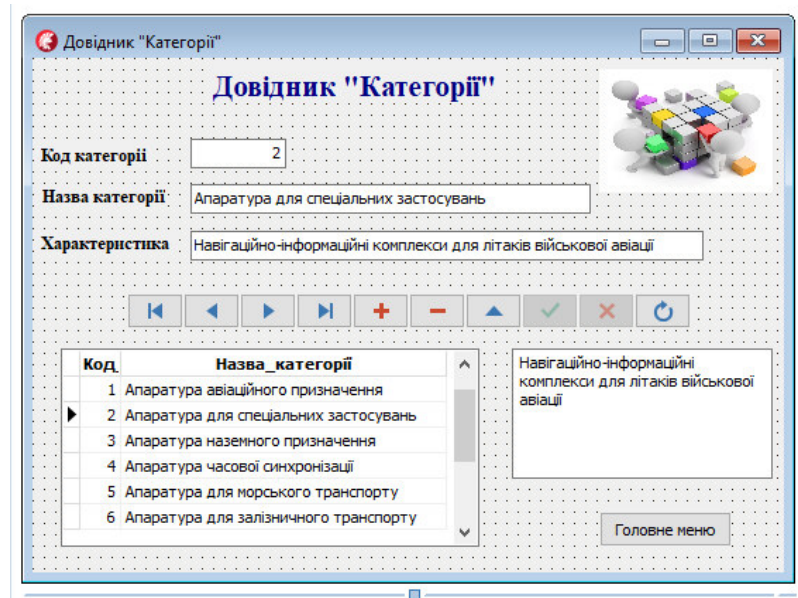 Довідник "Категорії"
Довідник "Категорії"
Код категоріі
2
Назва категорії
Апаратура для спеціальних застосувань
Характеристика
Навігаційно-інформаційні комплекси для літаків військової авіації
Код_ Назва_категорії
1 Апаратура авіаційного призначення
2 Апаратура для спеціальних застосувань
3 Апаратура наземного призначення
4 Апаратура часової синхронізації
5 Апаратура для морського транспорту
6 Апаратура для залізничного транспорту
Навігаційно-інформаційні
комплекси для літаків військової
авіації
Головне меню